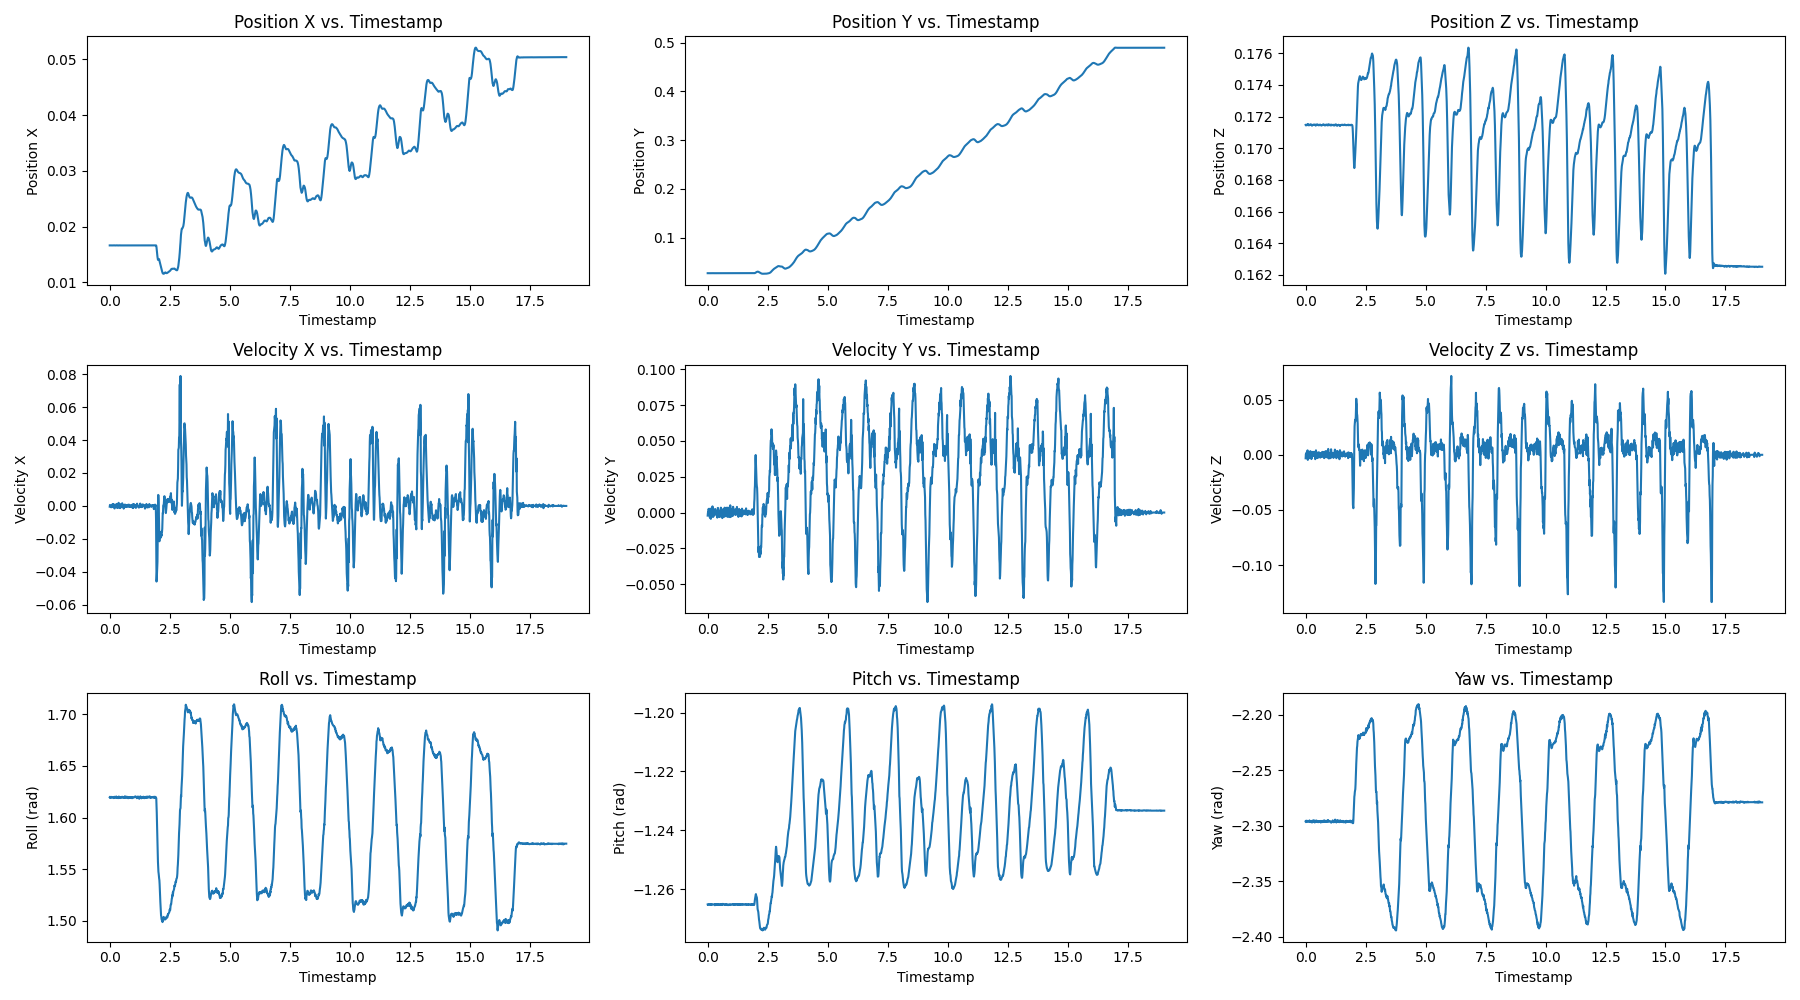 Position X vs. Timestamp
Position X
0.05
0.04
0.03
0.02
0.01
0.0 2.5 5.0 7.5 10.0 12.5 15.0 17.5
Timestamp
Position Y vs. Timestamp
Position Y
0.5
0.4
0.3
0.2
0.1
0.0 2.5 5.0 7.5 10.0 12.5 15.0 17.5
Timestamp
Position Z vs. Timestamp
Position Z
0.176
0.174
0.172
0.170
0.168
0.166
0.164
0.162
0.0 2.5 5.0 7.5 10.0 12.5 15.0 17.5
Timestamp
Velocity X vs. Timestamp
Velocity X
0.08
0.06
0.04
0.02
0.00
−0.02
−0.04
−0.06
0.0 2.5 5.0 7.5 10.0 12.5 15.0 17.5
Timestamp
Velocity Y vs. Timestamp
Velocity Y
0.100
0.075
0.050
0.025
0.000
−0.025
−0.050
0.0 2.5 5.0 7.5 10.0 12.5 15.0 17.5
Timestamp
Velocity Z vs. Timestamp
Velocity Z
0.05
0.00
−0.05
−0.10
0.0 2.5 5.0 7.5 10.0 12.5 15.0 17.5
Timestamp
Roll vs. Timestamp
Roll (rad)
1.70
1.65
1.60
1.55
1.50
0.0 2.5 5.0 7.5 10.0 12.5 15.0 17.5
Timestamp
Pitch vs. Timestamp
Pitch (rad)
−1.20
−1.22
−1.24
−1.26
0.0 2.5 5.0 7.5 10.0 12.5 15.0 17.5
Timestamp
Yaw vs. Timestamp
Yaw (rad)
−2.20
−2.25
−2.30
−2.35
−2.40
0.0 2.5 5.0 7.5 10.0 12.5 15.0 17.5
Timestamp